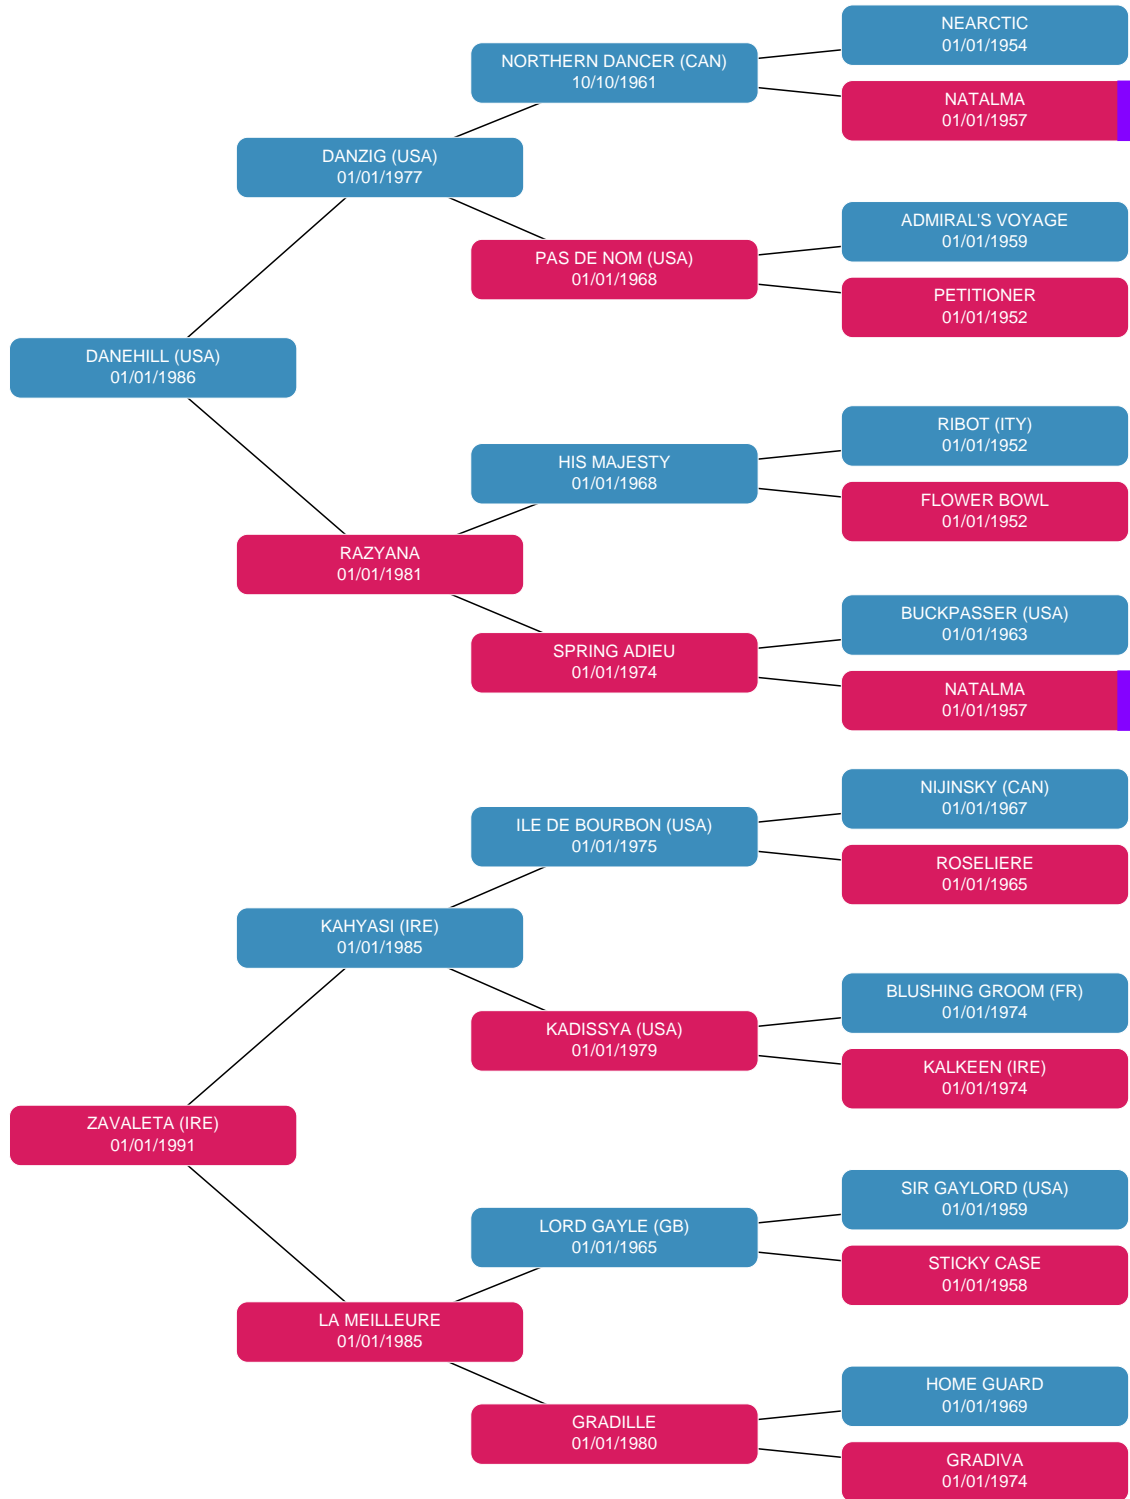 NEARCTIC
01/01/1954
NORTHERN DANCER (CAN)
10/10/1961
NATALMA
01/01/1957
DANZIG (USA)
01/01/1977
ADMIRAL'S VOYAGE
01/01/1959
PAS DE NOM (USA)
01/01/1968
PETITIONER
01/01/1952
DANEHILL (USA)
01/01/1986
RIBOT (ITY)
01/01/1952
HIS MAJESTY
01/01/1968
FLOWER BOWL
01/01/1952
RAZYANA
01/01/1981
BUCKPASSER (USA)
01/01/1963
SPRING ADIEU
01/01/1974
NATALMA
01/01/1957
NIJINSKY (CAN)
01/01/1967
ILE DE BOURBON (USA)
01/01/1975
ROSELIERE
01/01/1965
KAHYASI (IRE)
01/01/1985
BLUSHING GROOM (FR)
01/01/1974
KADISSYA (USA)
01/01/1979
KALKEEN (IRE)
01/01/1974
ZAVALETA (IRE)
01/01/1991
SIR GAYLORD (USA)
01/01/1959
LORD GAYLE (GB)
01/01/1965
STICKY CASE
01/01/1958
LA MEILLEURE
01/01/1985
HOME GUARD
01/01/1969
GRADILLE
01/01/1980
GRADIVA
01/01/1974